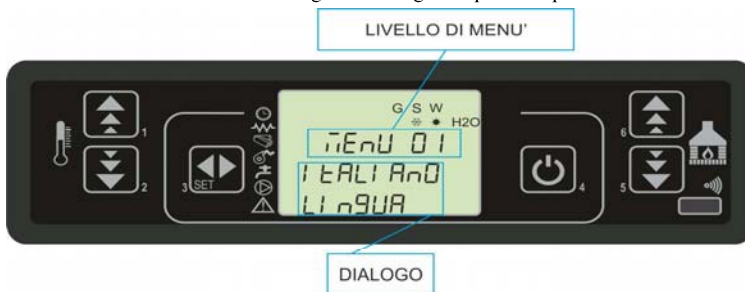 LIVELLO DI MENU'
G S W
H2O
MEnU 01
ItALIAnO
LInGUA
1
2
3 SET
4
6
5
DIALOGO